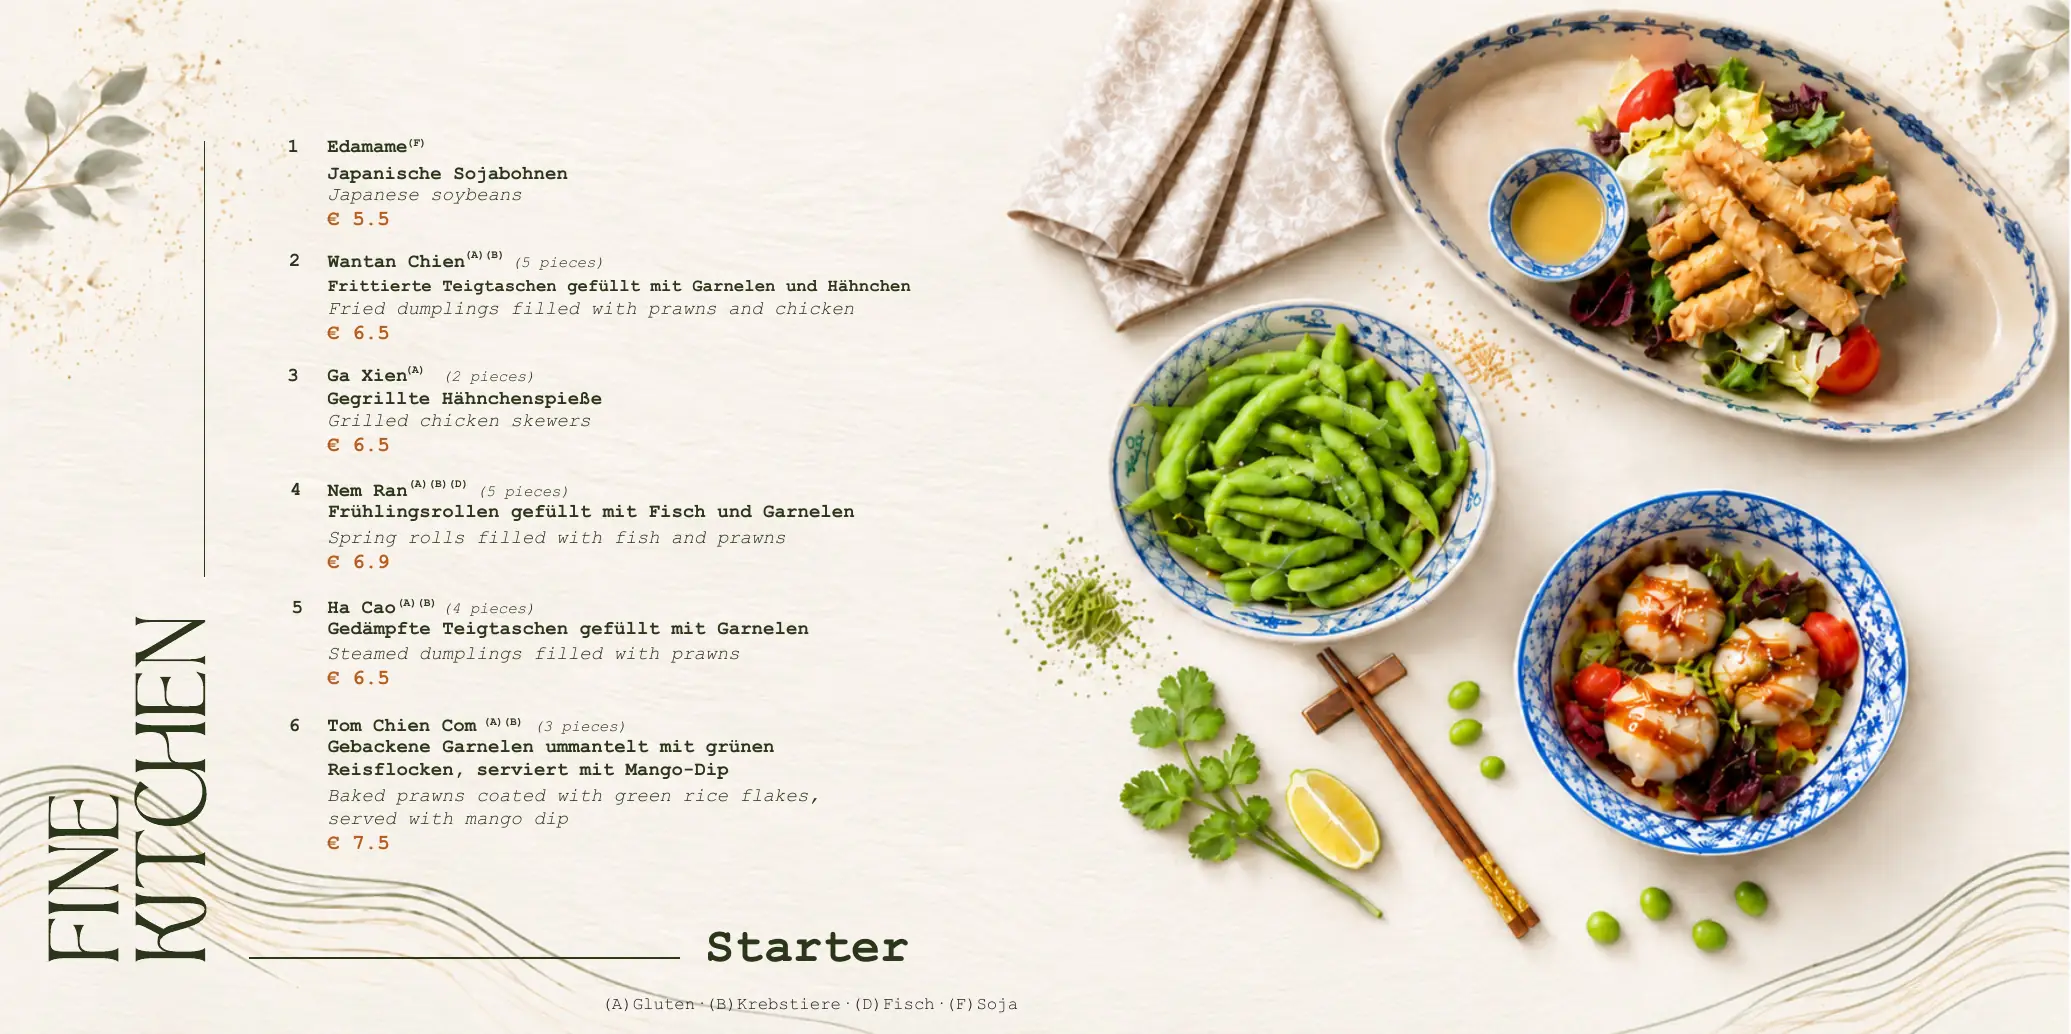 1 Edamame(F)
Japanische Sojabohnen
Japanese soybeans
€ 5.5
2 Wantan Chien(A)(B) (5 pieces)
Frittierte Teigtaschen gefüllt mit Garnelen und Hähnchen
Fried dumplings filled with prawns and chicken
€ 6.5
3 Ga Xien(A) (2 pieces)
Gegrillte Hähnchenspieße
Grilled chicken skewers
€ 6.5
4 Nem Ran(A)(B)(D) (5 pieces)
Frühlingsrollen gefüllt mit Fisch und Garnelen
Spring rolls filled with fish and prawns
€ 6.9
5 Ha Cao(A)(B) (4 pieces)
Gedämpfte Teigtaschen gefüllt mit Garnelen
Steamed dumplings filled with prawns
€ 6.5
6 Tom Chien Com (A)(B) (3 pieces)
Gebackene Garnelen ummantelt mit grünen
Reisflocken, serviert mit Mango-Dip
Baked prawns coated with green rice flakes,
served with mango dip
€ 7.5
FINE
KITCHEN
Starter
(A)Gluten·(B)Krebstiere·(D)Fisch·(F)Soja